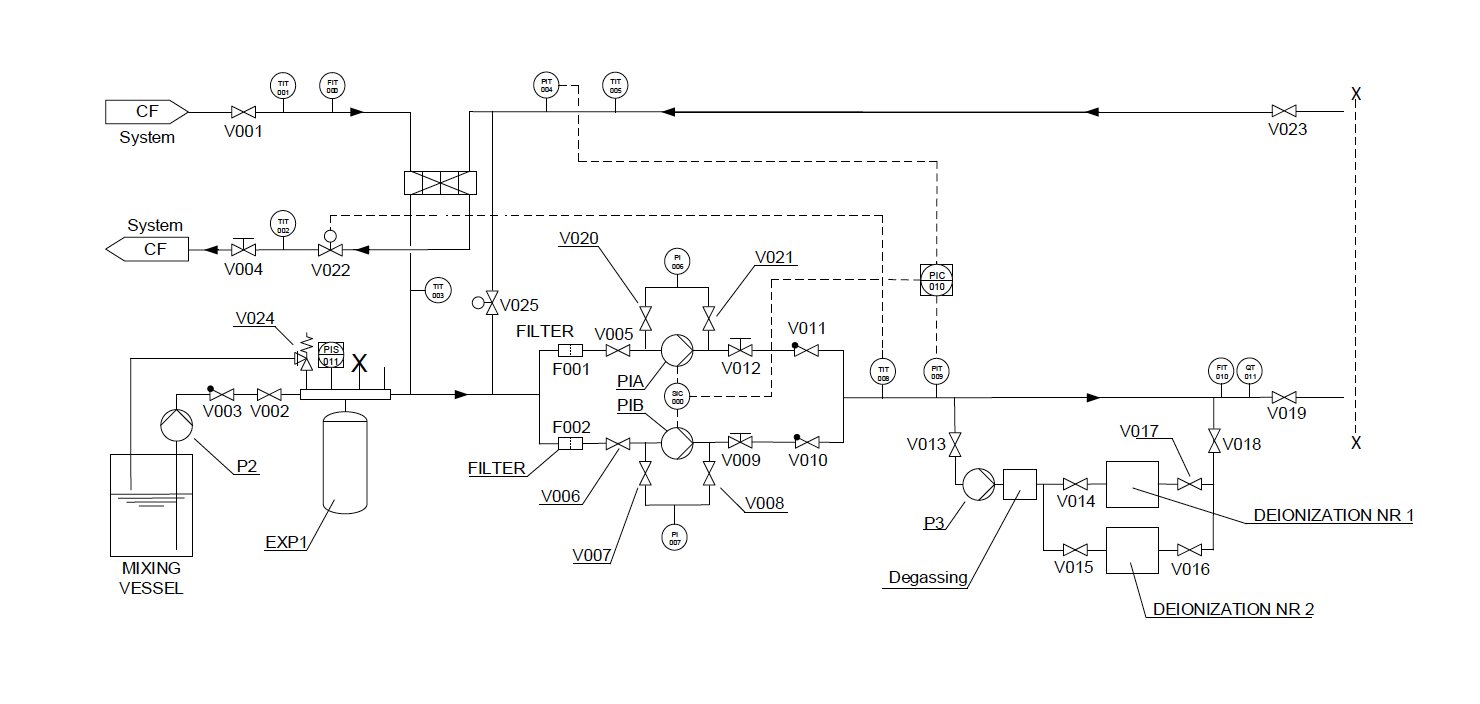 TIT
001
FIT
000
CF
System
V001
PIT
004
TIT
005
X
V023
System
CF
TIT
002
V004
V022
TIT
003
V025
V020
PI
006
V021
PIC
010
V024
PIS
011
X
FILTER
V005
V011
F001
PIA
V012
TIT
008
PIT
009
FIT
010
QT
011
V003
V002
SIC
000
PIB
V019
P2
F002
FILTER
V009
V010
V006
V007
V008
PI
007
EXP1
MIXING
VESSEL
V013
V017
V018
X
P3
V014
DEIONIZATION NR 1
Degassing
V015
V016
DEIONIZATION NR 2